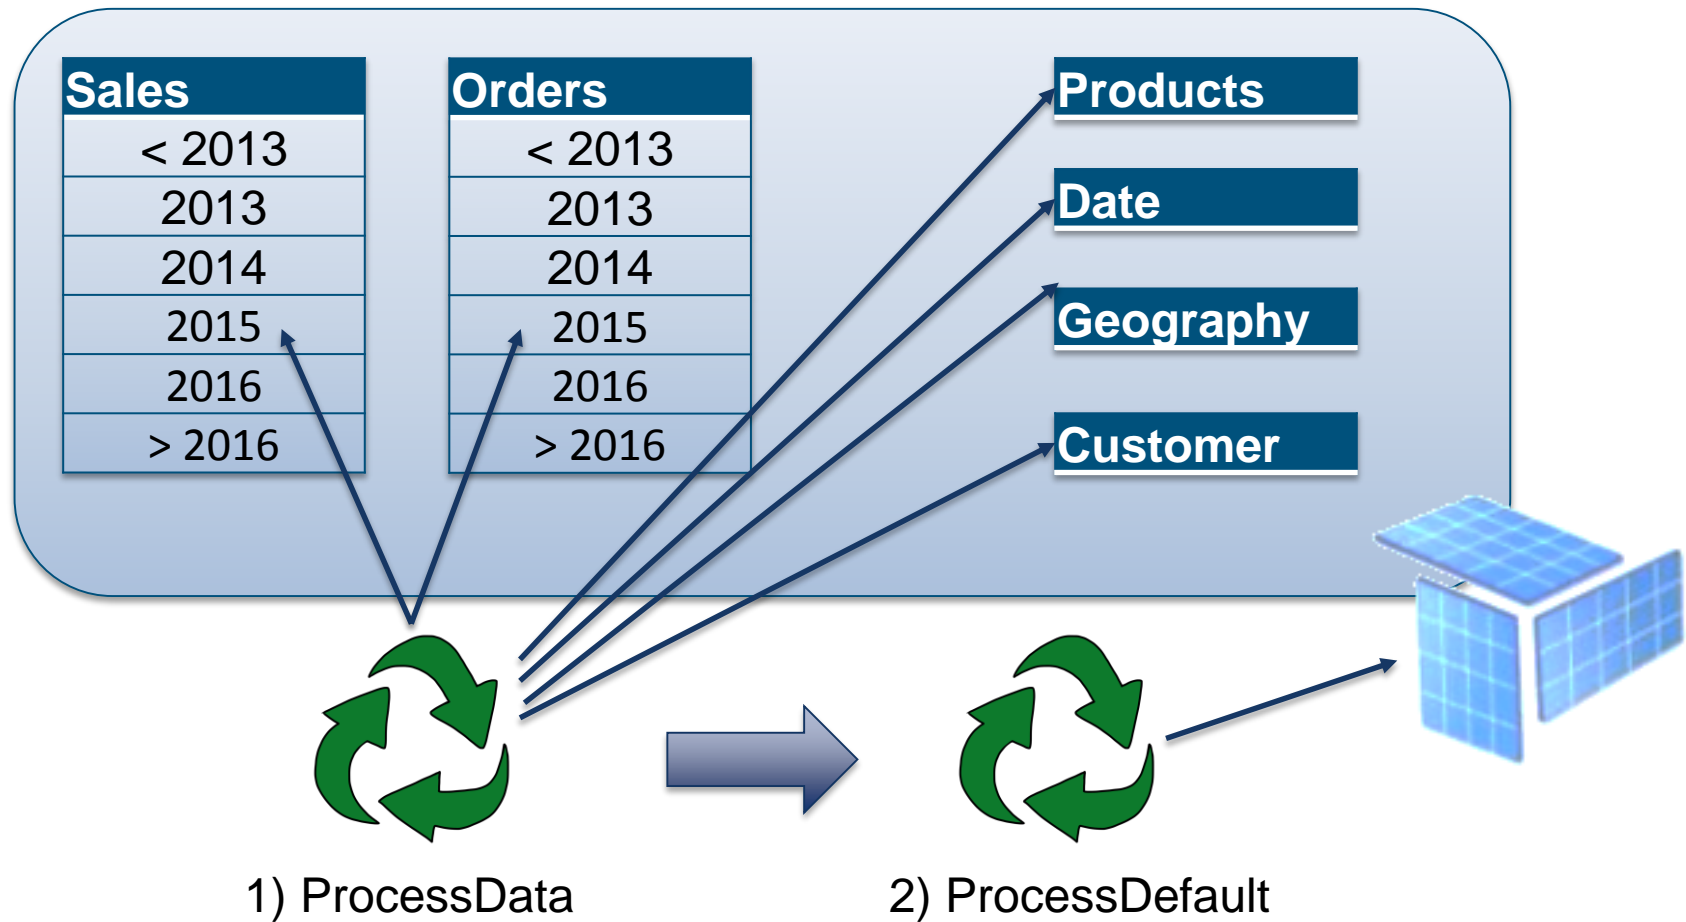 Sales
< 2013
2013
2014
2015
2016
> 2016
Orders
< 2013
2013
2014
2015
2016
> 2016
Products
Date
Geography
Customer
1) ProcessData
2) ProcessDefault